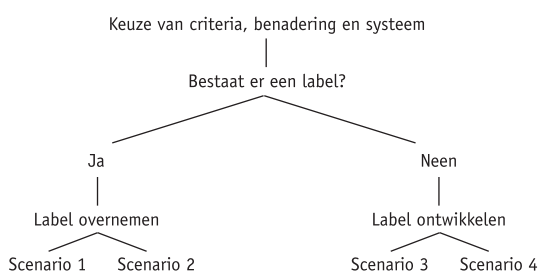 Keuze van criteria, benadering en systeem
Bestaat er een label?
Ja
Neen
Label overnemen
Label ontwikkelen
Scenario 1
Scenario 2
Scenario 3
Scenario 4